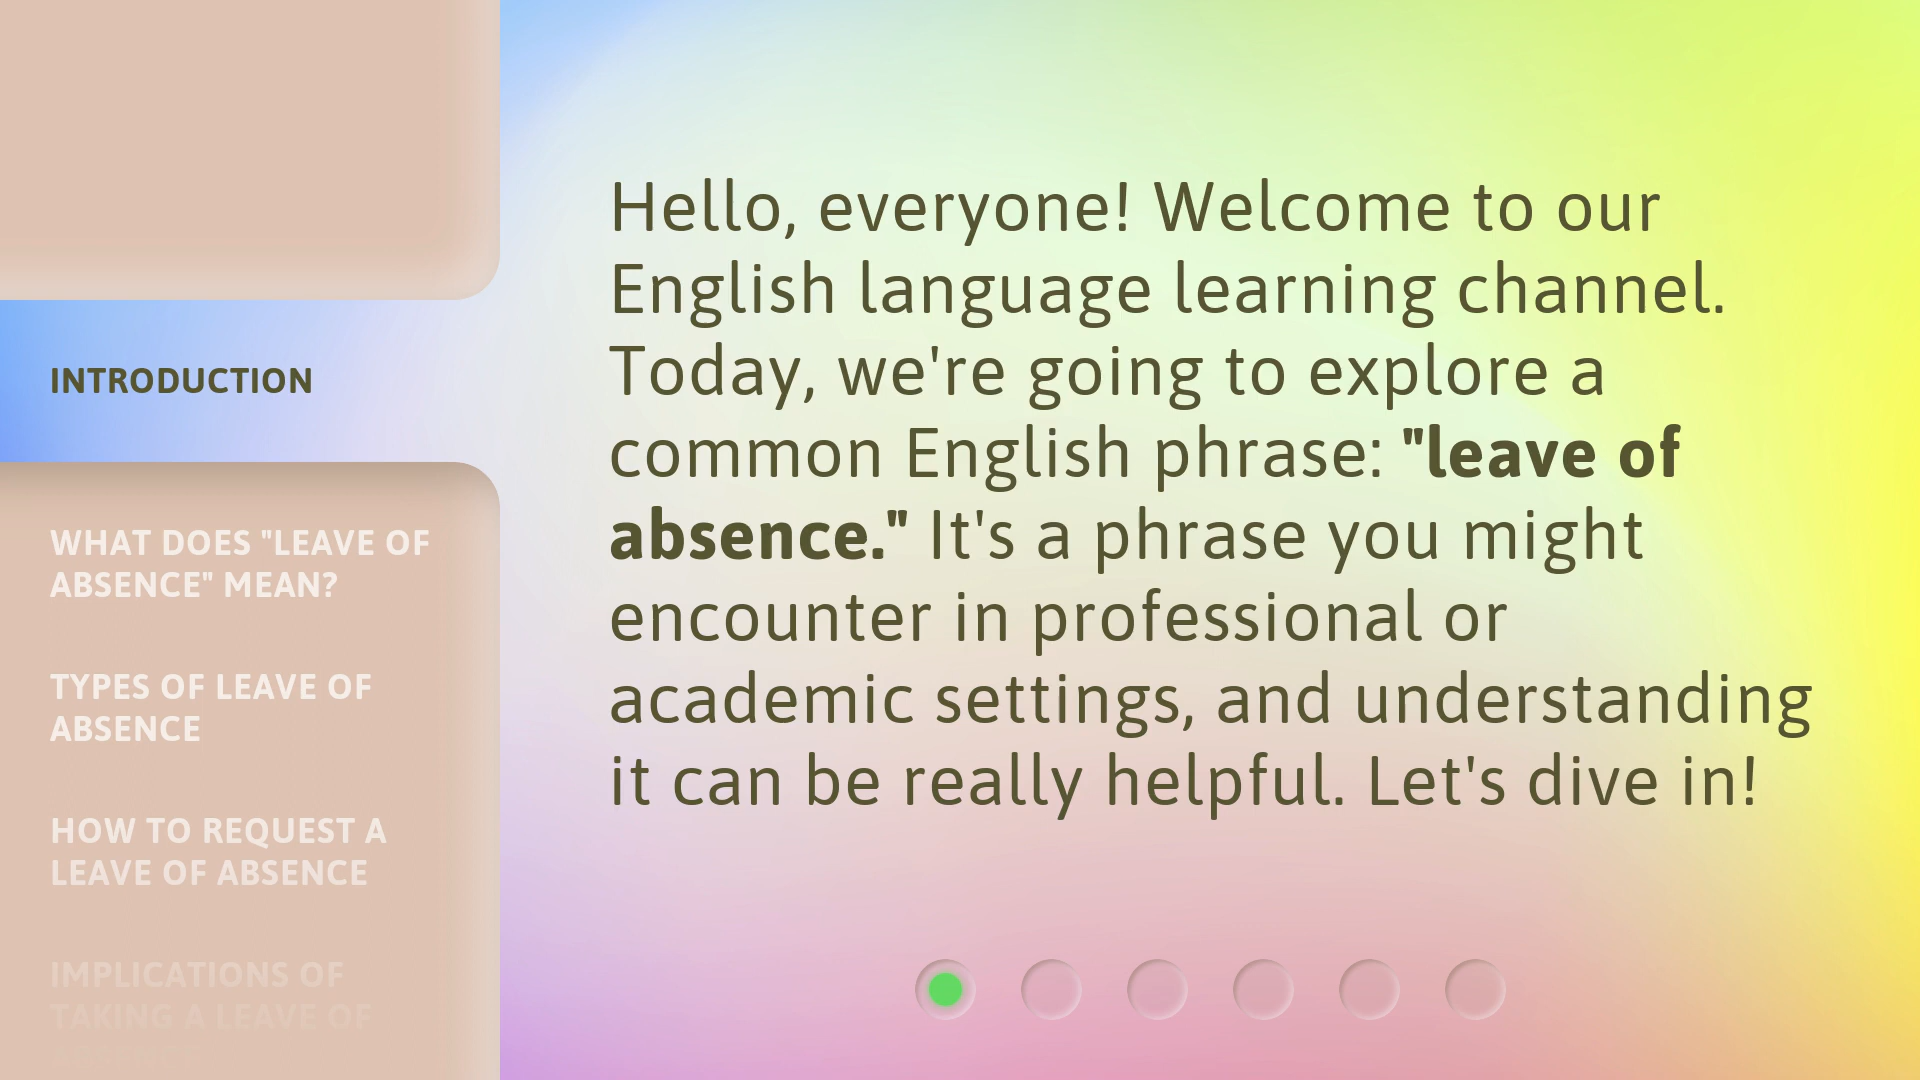 INTRODUCTION
WHAT DOES "LEAVE OF
ABSENCE" MEAN?
TYPES OF LEAVE OF
ABSENCE
HOW TO REQUEST A
LEAVE OF ABSENCE
IMPLICATIONS OF
TAKING A LEAVE OF
ABSENCE
Hello, everyone! Welcome to our
English language learning channel.
Today, we're going to explore a
common English phrase: "leave of
absence." It's a phrase you might
encounter in professional or
academic settings, and understanding
it can be really helpful. Let's dive in!